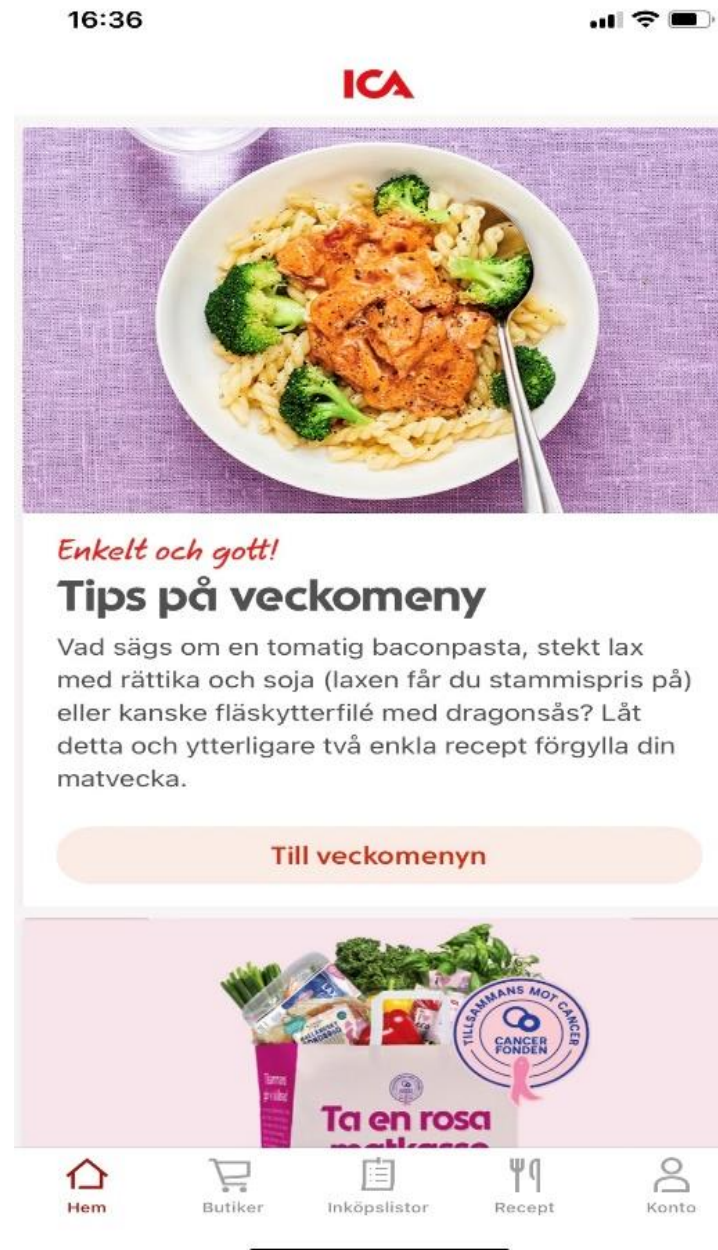 16:36
ICA
Enkelt och gott!
Tips på veckomeny
Vad sägs om en tomatig baconpasta, stekt lax
med rättika och soja (laxen får du stammispris på)
eller kanske fläskytterfilé med dragonsås? Låt
detta och ytterligare två enkla recept förgylla din
matvecka.
Till veckomenyn
LAX
TILLSAMMANS MOT CANCER
CANCER
FONDEN
Ta en rosa
matkasse
Hem
Butiker
Inköpslistor
Recept
Konto